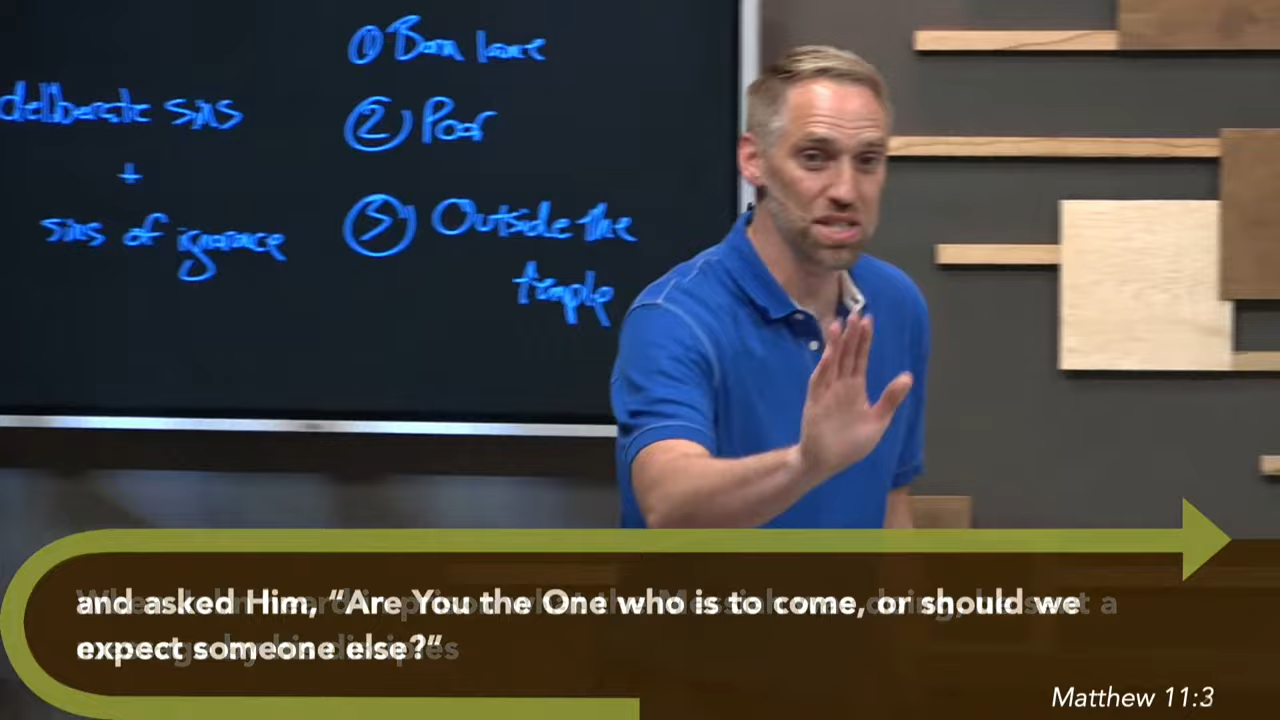 deliberate sins
+
sins of ignorace
① Born lame
② Poor
③ Outside the
temple
and asked Him, “Are You the One who is to come, or should we
expect someone else?”
Matthew 11:3